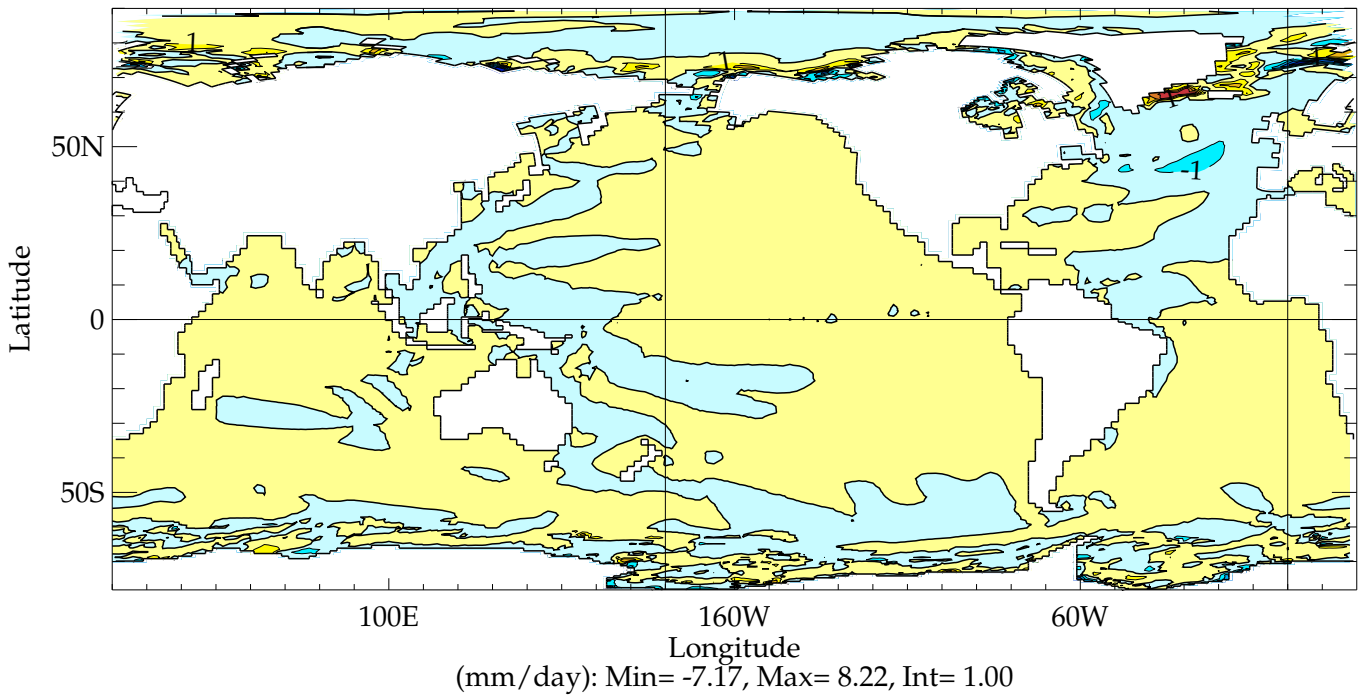 1
1
50N
-1
Latitude
0
50S
100E
160W
60W
Longitude
(mm/day): Min= -7.17, Max= 8.22, Int= 1.00